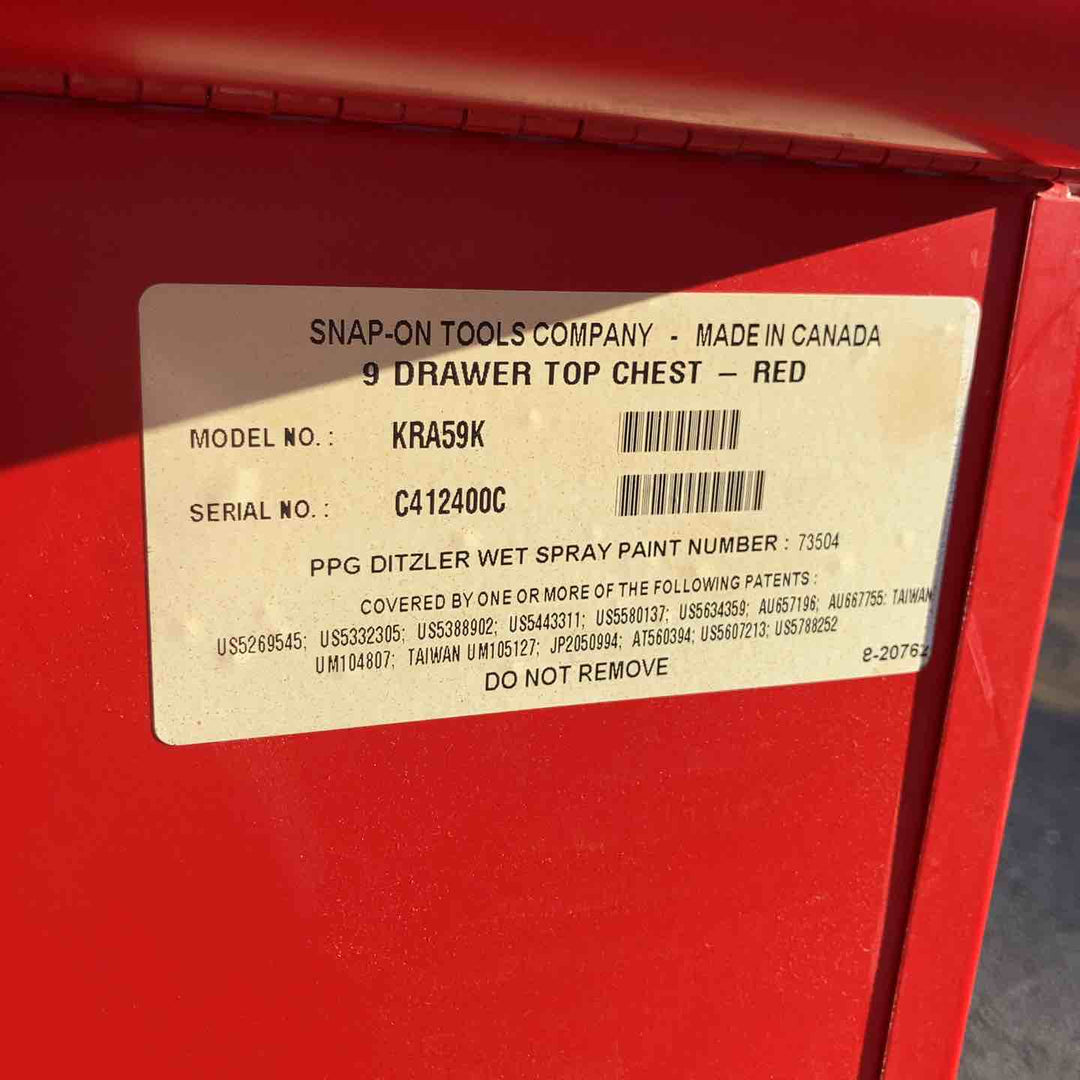 SNAP-ON TOOLS COMPANY - MADE IN CANADA
9 DRAWER TOP CHEST – RED
MODEL NO. : KRA59K
SERIAL NO. : C412400C
PPG DITZLER WET SPRAY PAINT NUMBER : 73504
COVERED BY ONE OR MORE OF THE FOLLOWING PATENTS :
US5269545; US5332305; US5388902; US5443311; US5580137; US5634359; AU657196; AU667755: TAIWAN
UM104807; TAIWAN UM105127; JP2050994; AT560394; US5607213; US5788252
DO NOT REMOVE
e-20762